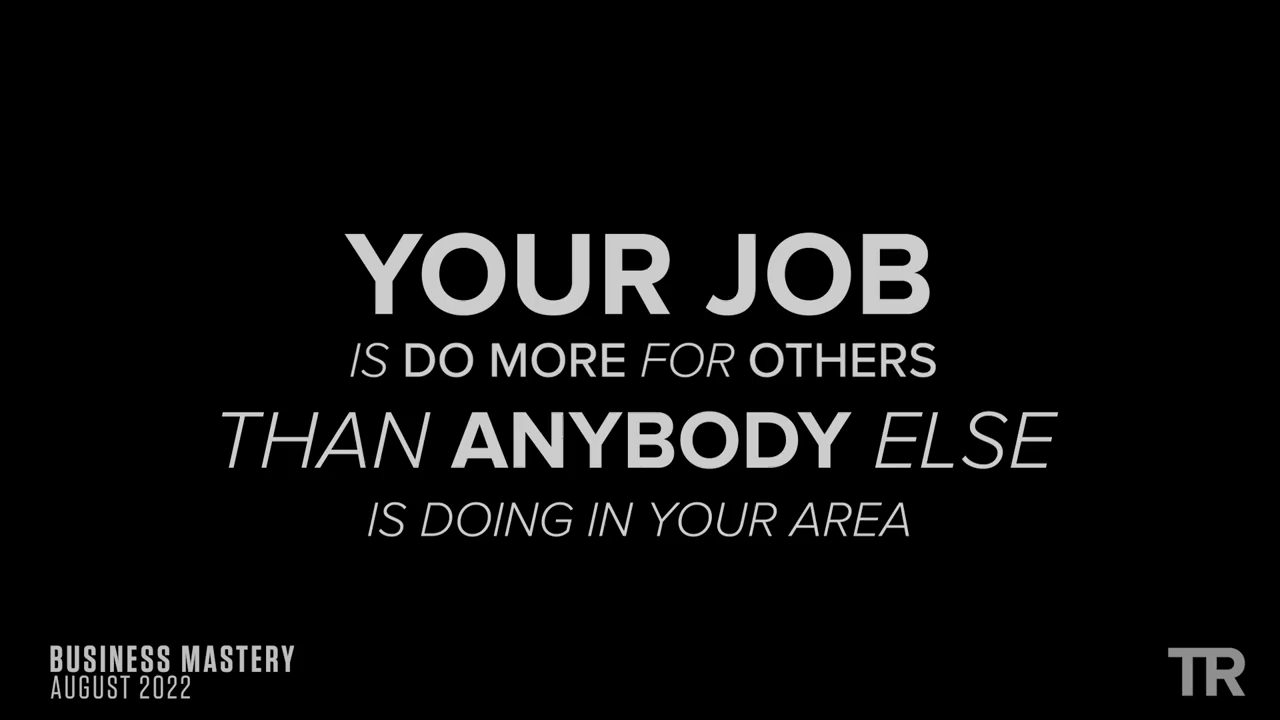 YOUR JOB
IS DO MORE FOR OTHERS
THAN ANYBODY ELSE
IS DOING IN YOUR AREA
BUSINESS MASTERY
AUGUST 2022
TR